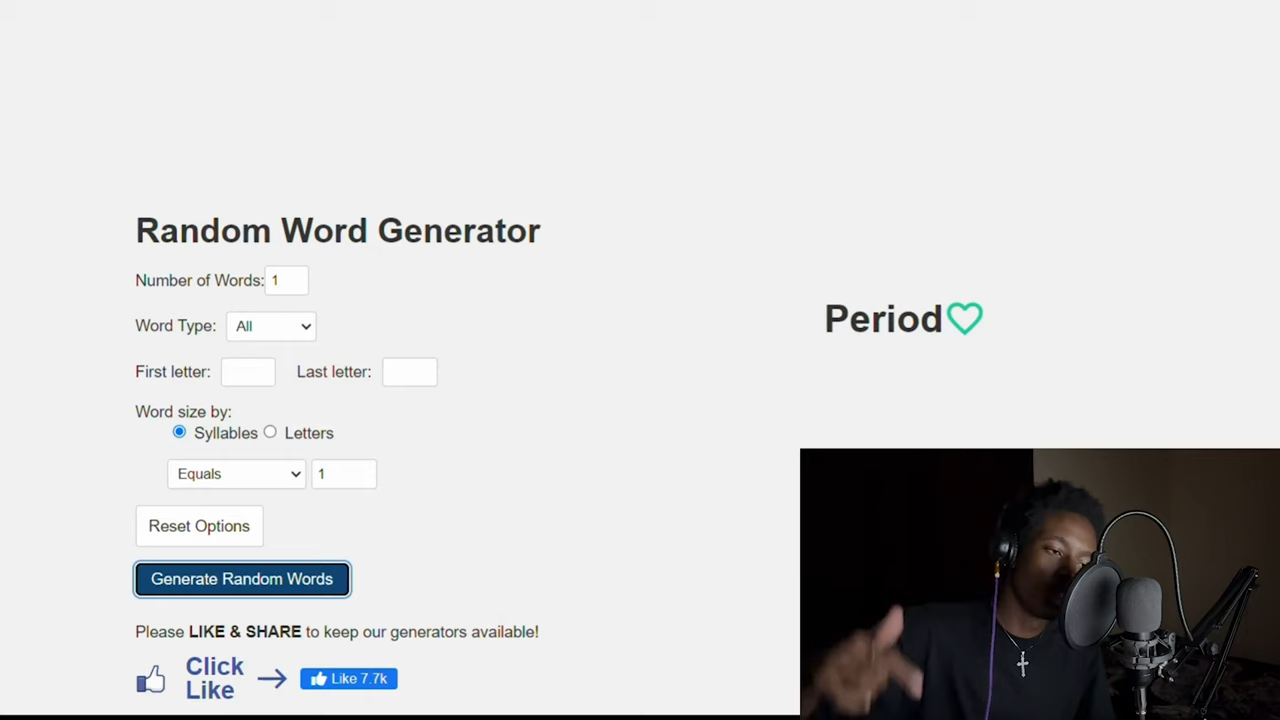 Random Word Generator
Number of Words: 1
Word Type: All
First letter: Last letter:
Word size by:
Syllables Letters
Equals 1
Reset Options
Generate Random Words
Please LIKE & SHARE to keep our generators available!
Click
Like
Like 7.7k
Period